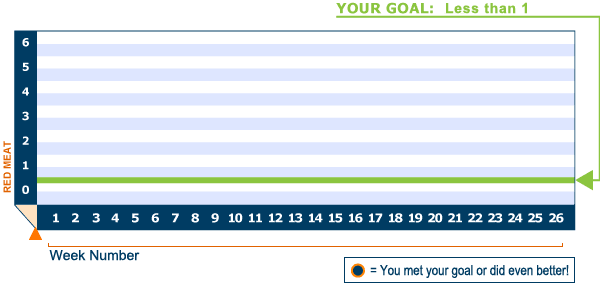 YOUR GOAL: Less than 1
6
5
4
3
2
1
0
RED MEAT
1 2 3 4 5 6 7 8 9 10 11 12 13 14 15 16 17 18 19 20 21 22 23 24 25 26
Week Number
= You met your goal or did even better!